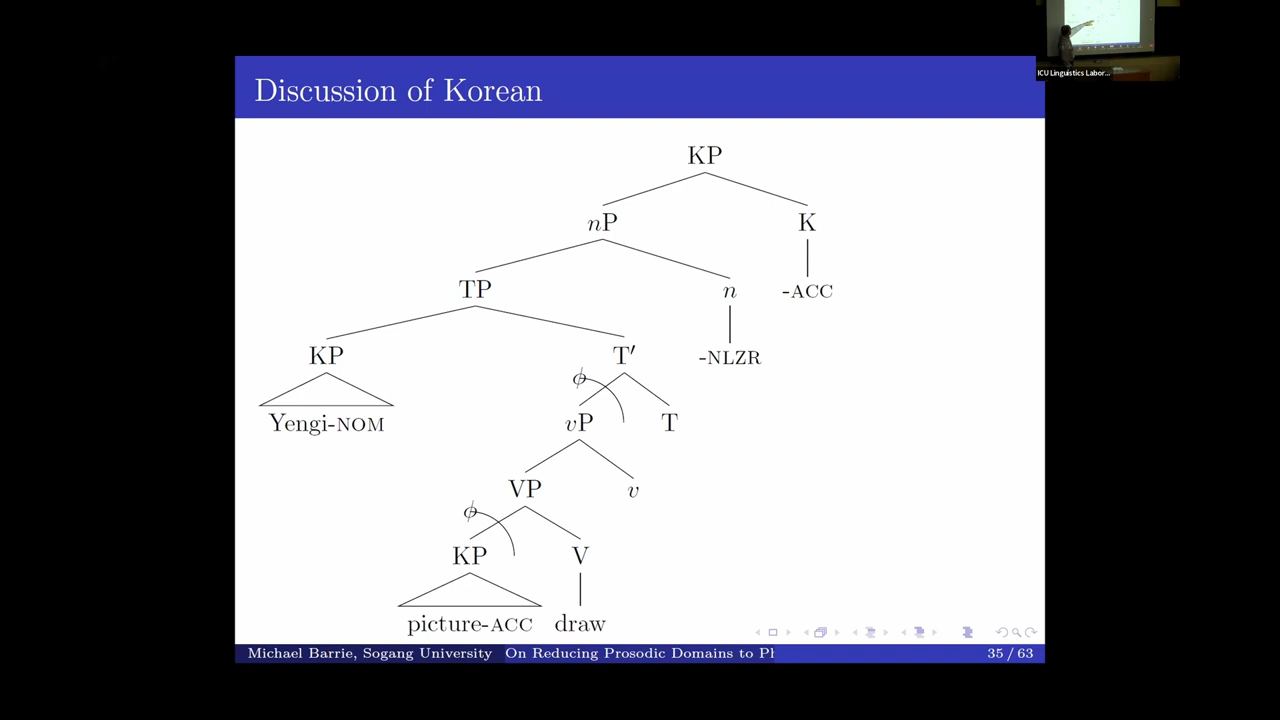 ICU Linguistics Labor...
Discussion of Korean
KP
nP K
TP n -ACC
KP T′ -NLZR
ϕ
Yengi-NOM vP T
VP v
ϕ
KP V
picture-ACC draw
Michael Barrie, Sogang University On Reducing Prosodic Domains to Ph 35 / 63